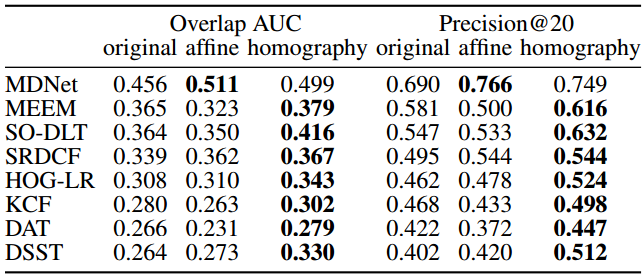 Overlap AUC Precision@20
original affine homography original affine homography
MDNet 0.456 0.511 0.499 0.690 0.766 0.749
MEEM 0.365 0.323 0.379 0.581 0.500 0.616
SO-DLT 0.364 0.350 0.416 0.547 0.533 0.632
SRDCF 0.339 0.362 0.367 0.495 0.544 0.544
HOG-LR 0.308 0.310 0.343 0.462 0.478 0.524
KCF 0.280 0.263 0.302 0.468 0.433 0.498
DAT 0.266 0.231 0.279 0.422 0.372 0.447
DSST 0.264 0.273 0.330 0.402 0.420 0.512